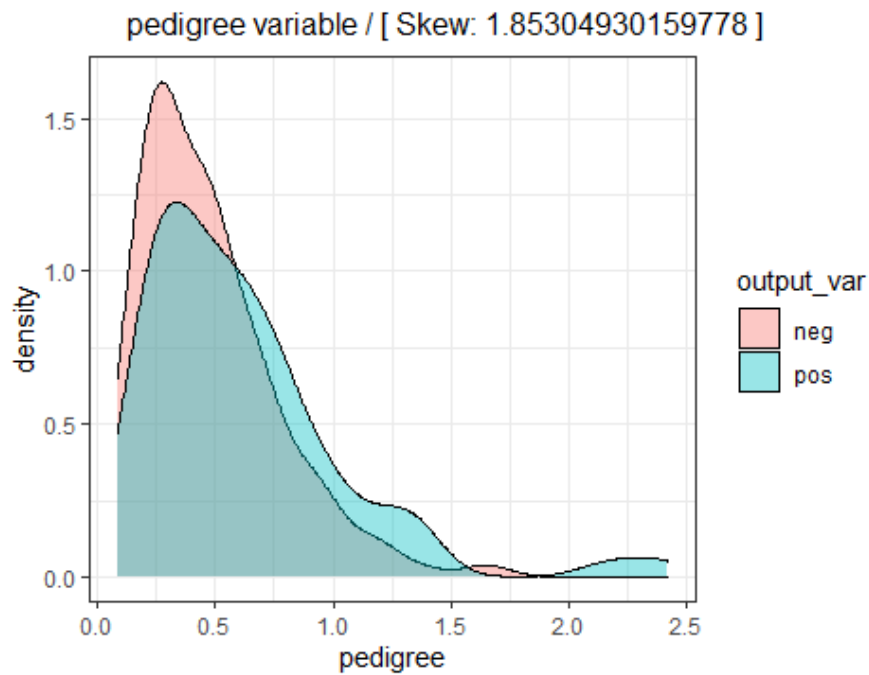 pedigree variable / [ Skew: 1.85304930159778 ]
1.5
1.0
0.5
0.0
density
0.0 0.5 1.0 1.5 2.0 2.5
pedigree
output_var
neg
pos